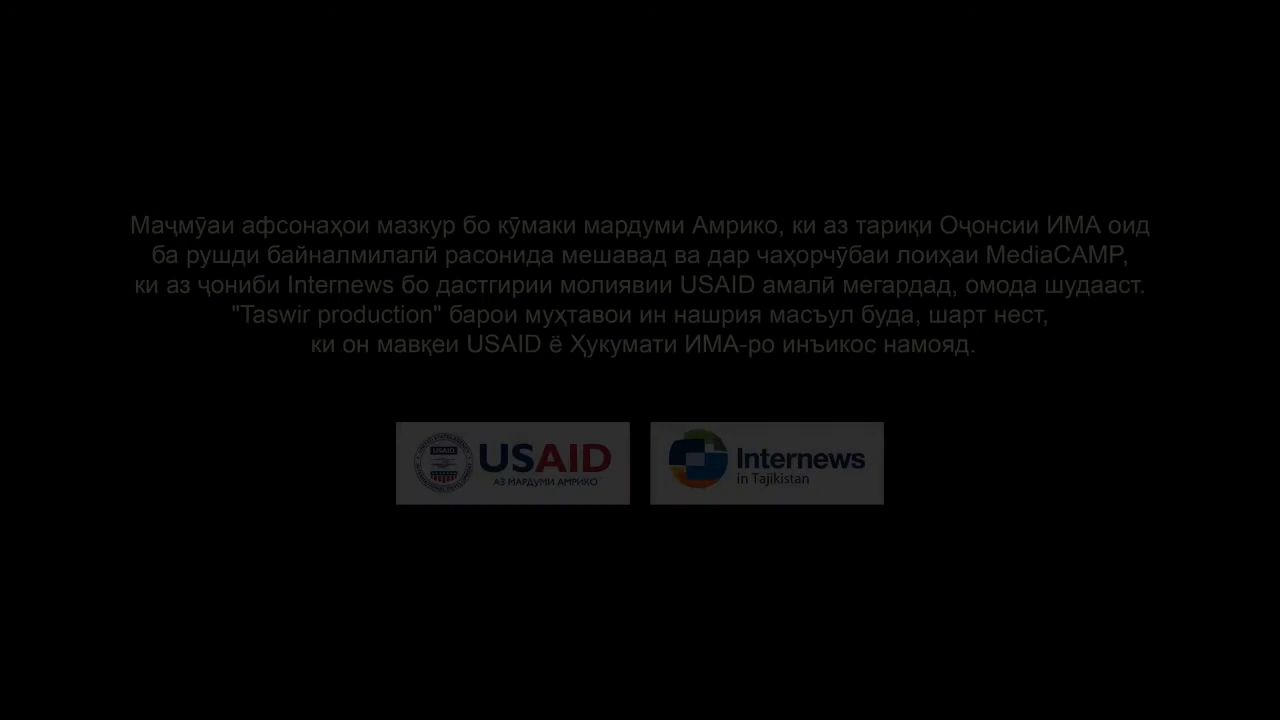 Маҷмӯаи афсонаҳои мазкур бо кӯмаки мардуми Амрико, ки аз тариқи Оҷонсии ИМА оид
ба рушди байналмилалӣ расонида мешавад ва дар чаҳорчӯбаи лоиҳаи MediaCAMP,
ки аз ҷониби Internews бо дастгирии молиявии USAID амалӣ мегардад, омода шудааст.
"Taswir production" барои муҳтавои ин нашрия масъул буда, шарт нест,
ки он мавқеи USAID ё Ҳукумати ИМА-ро инъикос намояд.
USAID
USAID
АЗ МАРДУМИ АМРИКО
Internews
in Tajikistan